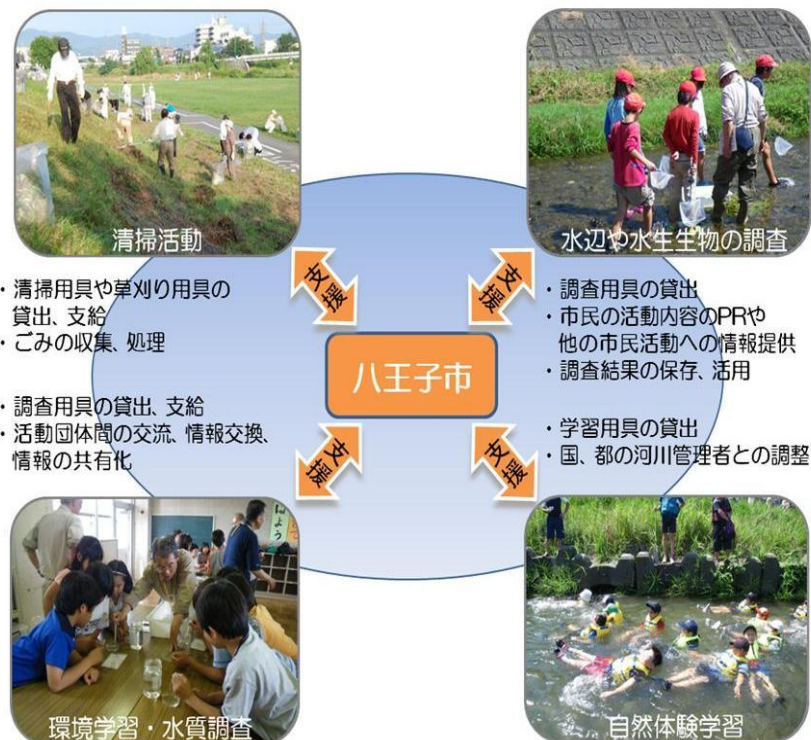 清掃活動
水辺や水生生物の調査
支援
支援
・清掃用具や草刈り用具の
貸出、支給
・ごみの収集、処理
・調査用具の貸出
・市民の活動内容のPRや
他の市民活動への情報提供
・調査結果の保存、活用
八王子市
・調査用具の貸出、支給
・活動団体間の交流、情報交換、
情報の共有化
・学習用具の貸出
・国、都の河川管理者との調整
支援
支援
環境学習・水質調査
自然体験学習